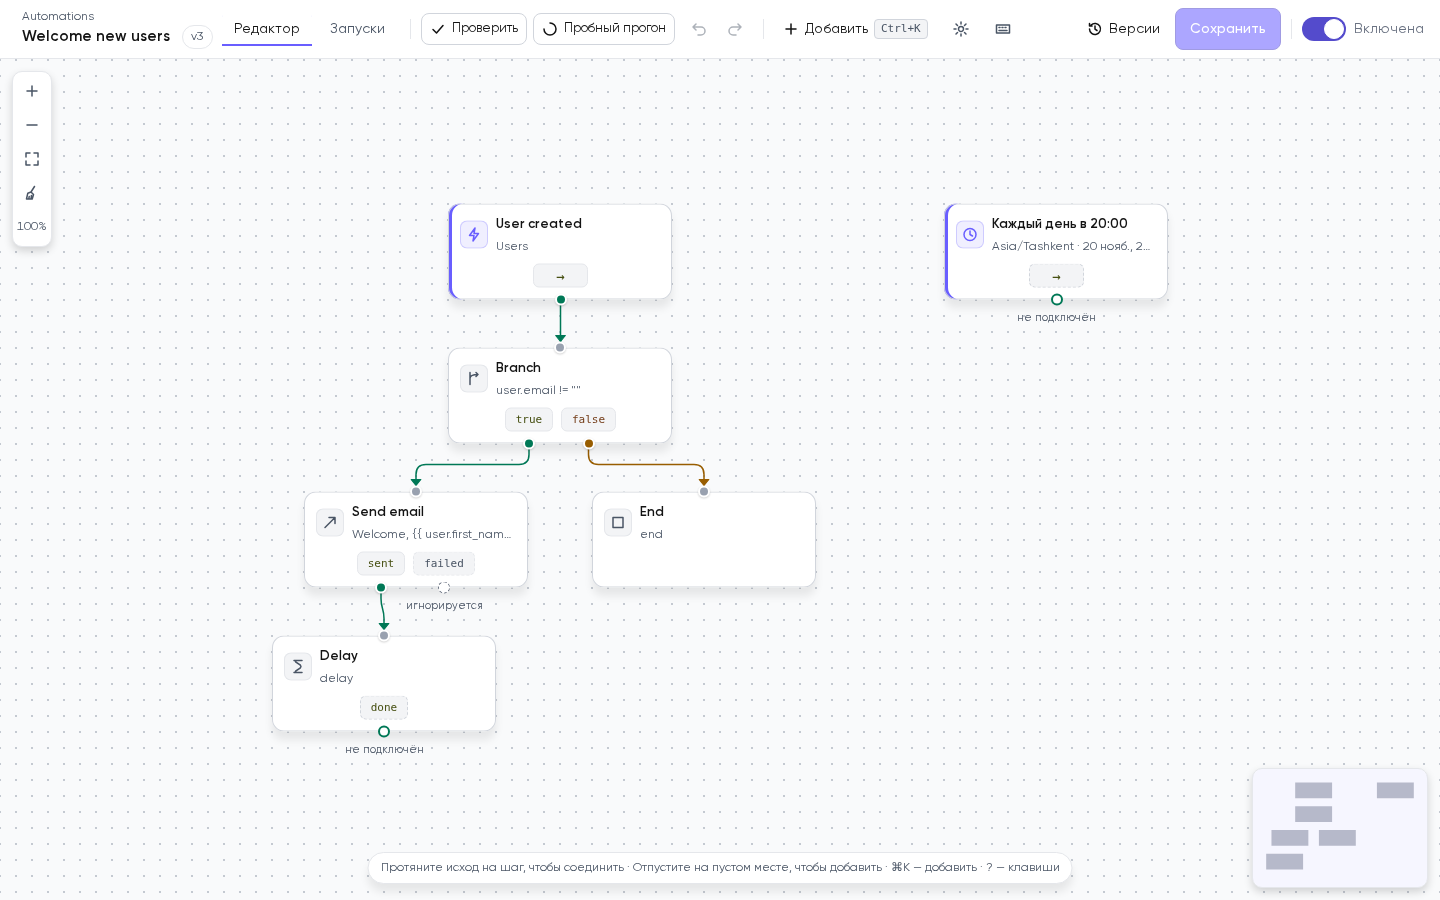 Automations
Welcome new users
v3
Редактор
Запуски
Проверить
Пробный прогон
Добавить
Ctrl+K
Версии
Сохранить
Включена
100%
User created
Users
→
Каждый день в 20:00
Asia/Tashkent · 20 нояб., 2…
→
не подключён
Branch
user.email != ""
true
false
Send email
Welcome, {{ user.first_nam…
sent
failed
игнорируется
End
end
Delay
delay
done
не подключён
Протяните исход на шаг, чтобы соединить · Отпустите на пустом месте, чтобы добавить · ⌘K — добавить · ? — клавиши